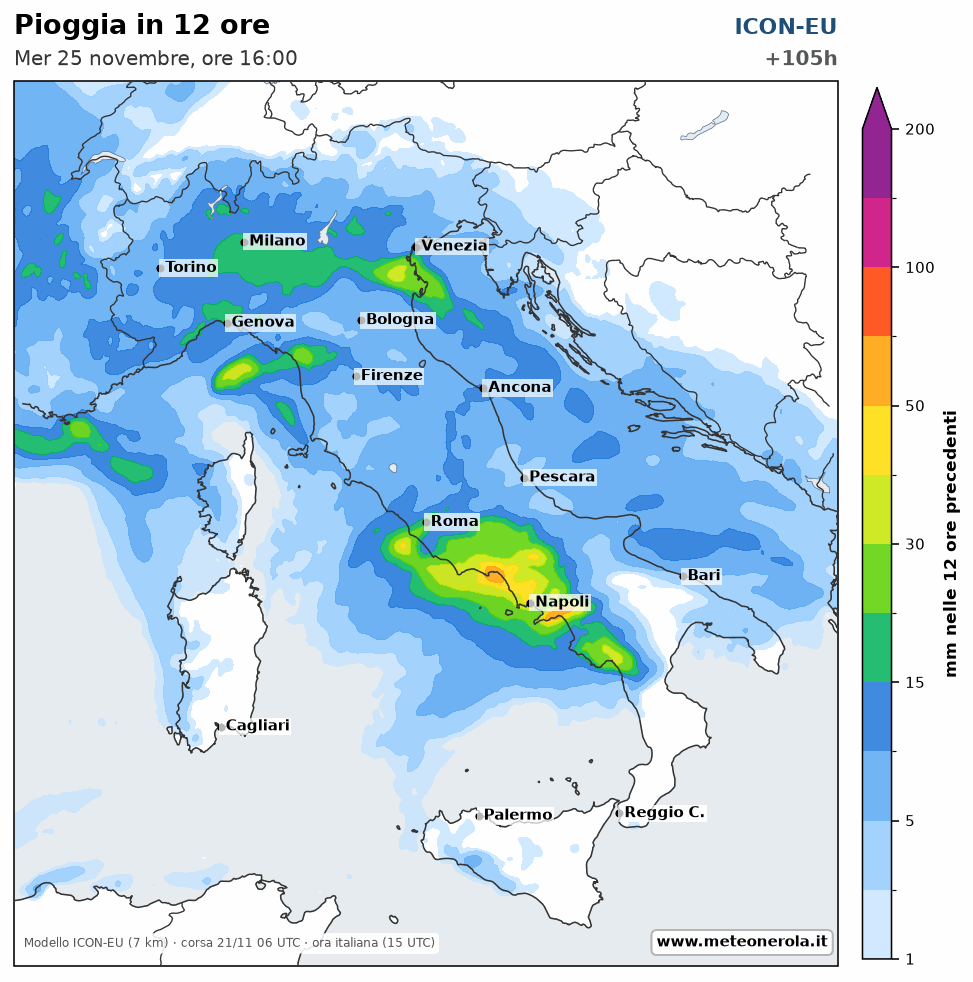 Pioggia in 12 ore
ICON-EU
Mer 25 novembre, ore 16:00
+105h
200
100
50
30
15
5
1
mm nelle 12 ore precedenti
Milano
Venezia
Torino
Genova
Bologna
Firenze
Ancona
Pescara
Roma
Bari
Napoli
Cagliari
Palermo
Reggio C.
Modello ICON-EU (7 km) · corsa 21/11 06 UTC · ora italiana (15 UTC)
www.meteonerola.it